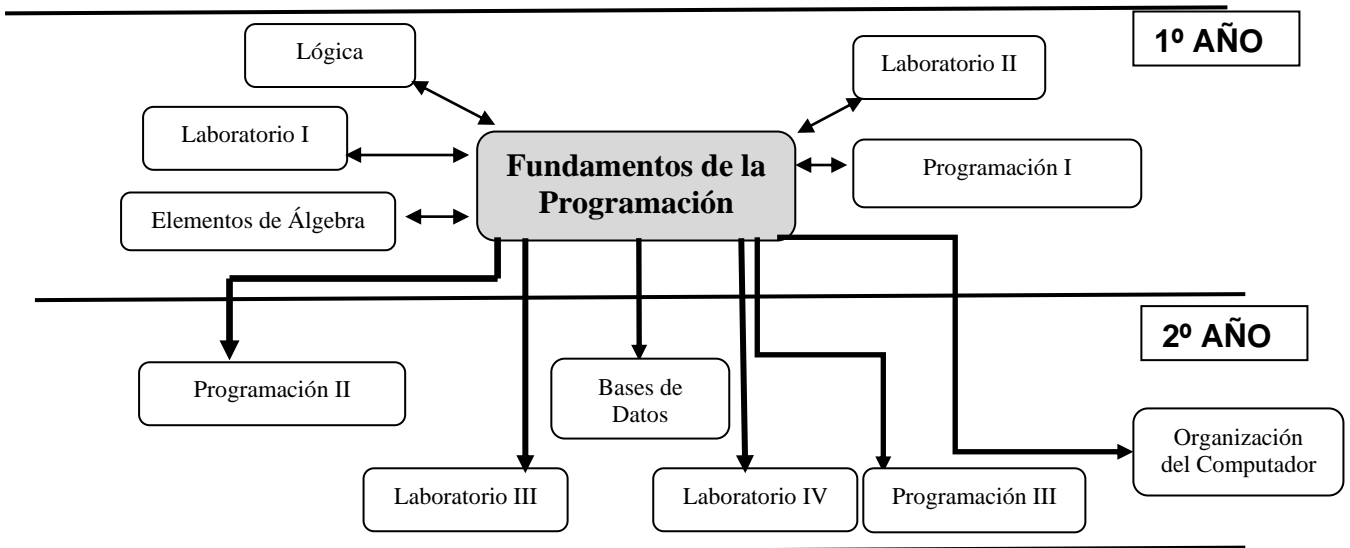 1º AÑO
Lógica
Laboratorio II
Laboratorio I
Fundamentos de la
Programación
Programación I
Elementos de Álgebra
2º AÑO
Programación II
Bases de
Datos
Organización
del Computador
Laboratorio III
Laboratorio IV
Programación III